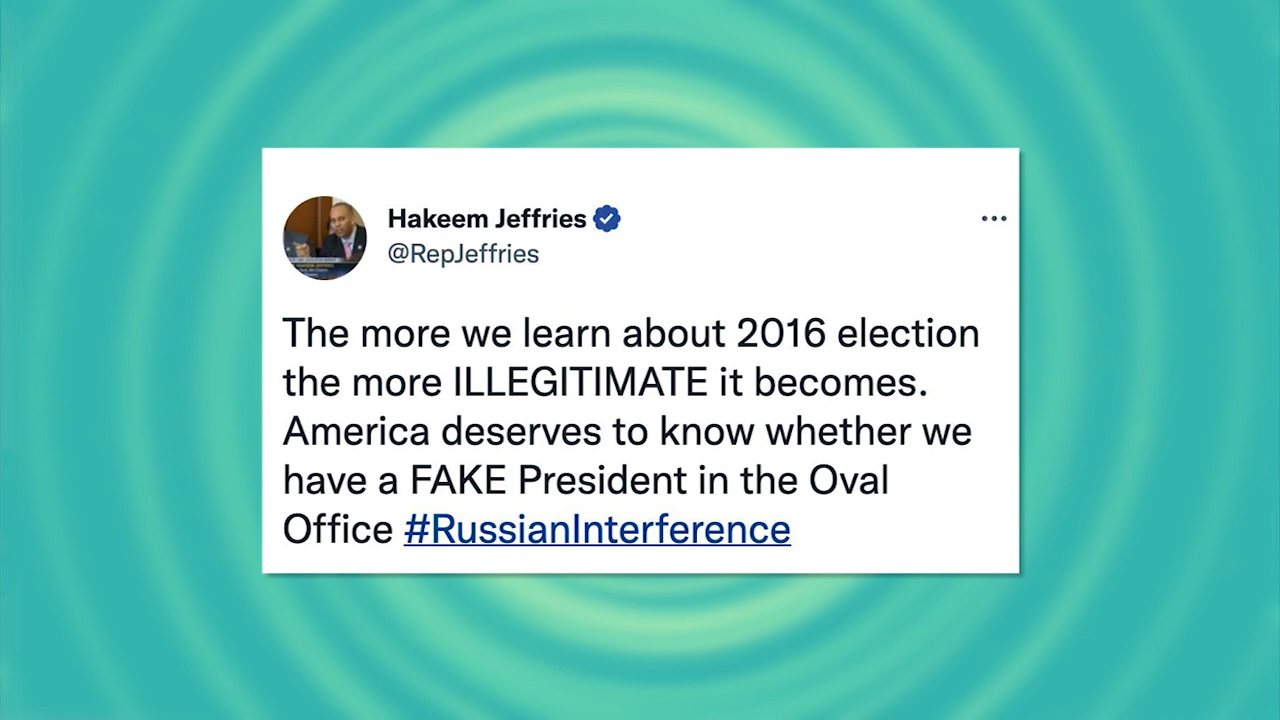 Hakeem Jeffries
@RepJeffries
The more we learn about 2016 election
the more ILLEGITIMATE it becomes.
America deserves to know whether we
have a FAKE President in the Oval
Office #RussianInterference